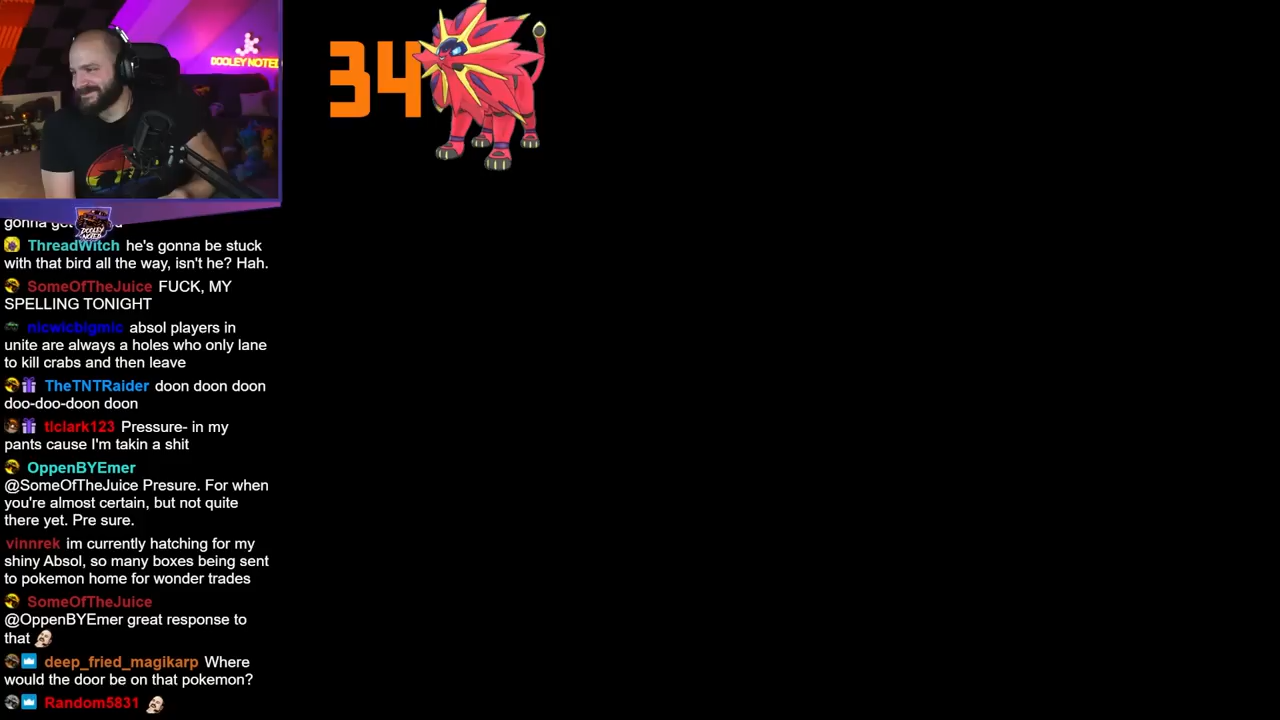 DOOLEY NOTED
34
DOOLEY
NOTED
ThreadWitch he's gonna be stuck
with that bird all the way, isn't he? Hah.
SomeOfTheJuice FUCK, MY
SPELLING TONIGHT
nicwicbigmic absol players in
unite are always a holes who only lane
to kill crabs and then leave
TheTNTRaider doon doon doon
doo-doo-doon doon
tlclark123 Pressure- in my
pants cause I'm takin a shit
OppenBYEmer
@SomeOfTheJuice Presure. For when
you're almost certain, but not quite
there yet. Pre sure.
vinnrek im currently hatching for my
shiny Absol, so many boxes being sent
to pokemon home for wonder trades
SomeOfTheJuice
@OppenBYEmer great response to
that
deep_fried_magikarp Where
would the door be on that pokemon?
Random5831